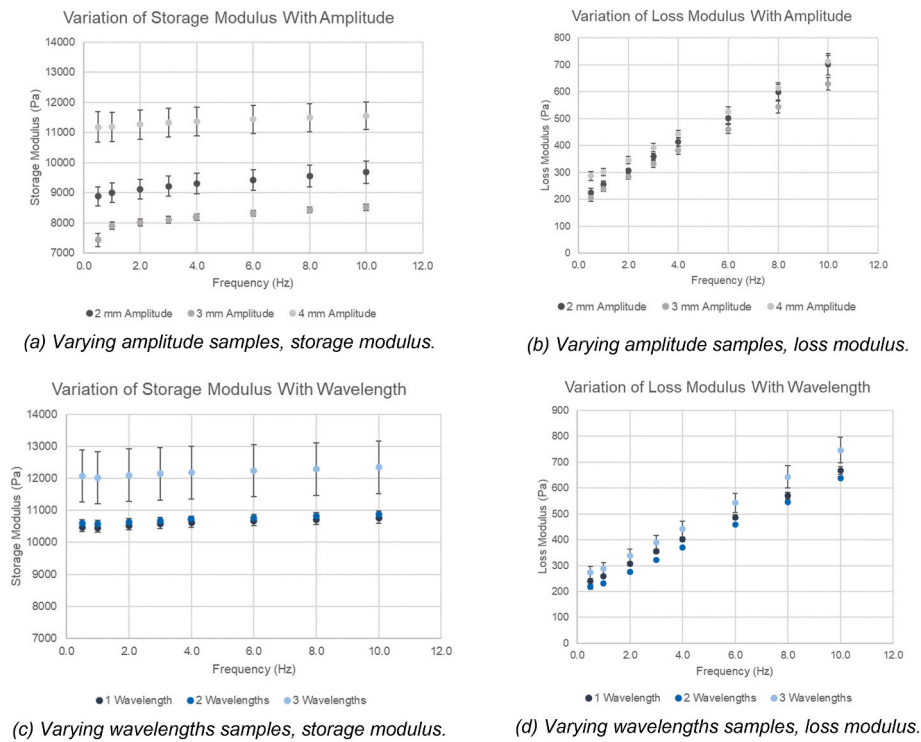 Variation of Storage Modulus With Amplitude
14000
13000
12000
11000
10000
9000
8000
7000
Storage Modulus (Pa)
0.0 2.0 4.0 6.0 8.0 10.0 12.0
Frequency (Hz)
2 mm Amplitude 3 mm Amplitude 4 mm Amplitude
(a) Varying amplitude samples, storage modulus.
Variation of Loss Modulus With Amplitude
800
700
600
500
400
300
200
100
0
Loss Modulus (Pa)
0.0 2.0 4.0 6.0 8.0 10.0 12.0
Frequency (Hz)
2 mm Amplitude 3 mm Amplitude 4 mm Amplitude
(b) Varying amplitude samples, loss modulus.
Variation of Storage Modulus With Wavelength
14000
13000
12000
11000
10000
9000
8000
7000
Storage Modulus (Pa)
0.0 2.0 4.0 6.0 8.0 10.0 12.0
Frequency (Hz)
1 Wavelength 2 Wavelengths 3 Wavelengths
(c) Varying wavelengths samples, storage modulus.
Variation of Loss Modulus With Wavelength
900
800
700
600
500
400
300
200
100
0
Loss Modulus (Pa)
0.0 2.0 4.0 6.0 8.0 10.0 12.0
Frequency (Hz)
1 Wavelength 2 Wavelengths 3 Wavelengths
(d) Varying wavelengths samples, loss modulus.